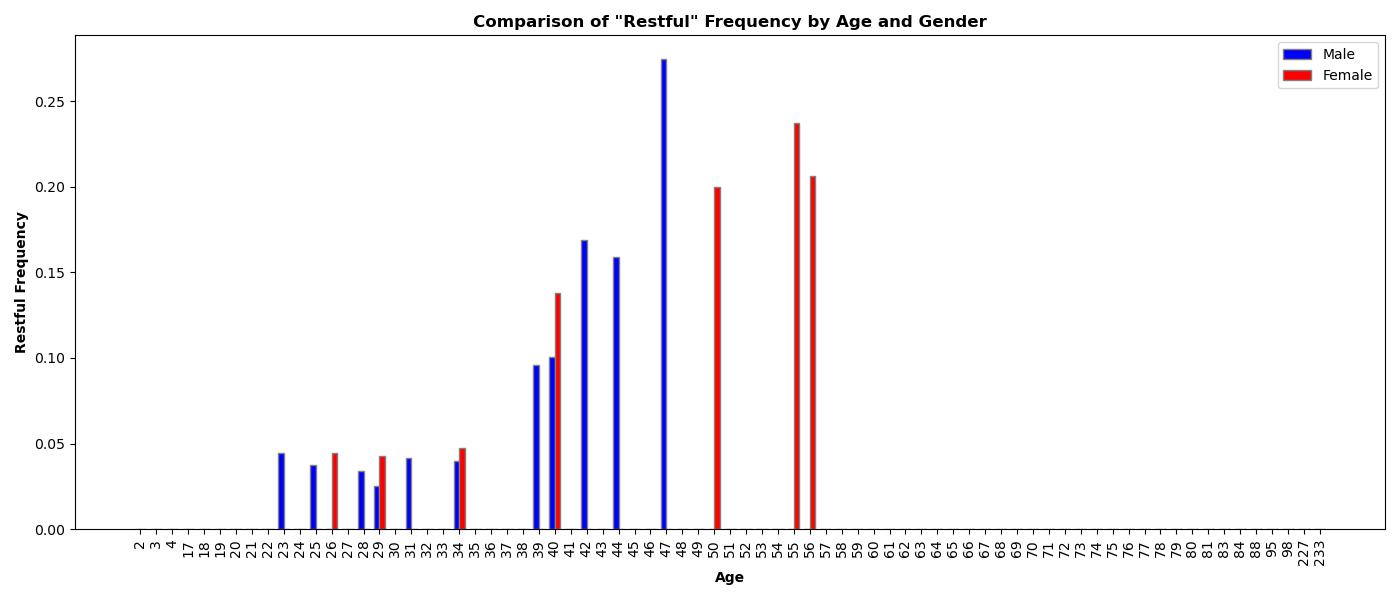 Comparison of "Restful" Frequency by Age and Gender
Male
Female
Restful Frequency
0.25
0.20
0.15
0.10
0.05
0.00
2 3 4 17 18 19 20 21 22 23 24 25 26 27 28 29 30 31 32 33 34 35 36 37 38 39 40 41 42 43 44 45 46 47 48 49 50 51 52 53 54 55 56 57 58 59 60 61 62 63 64 65 66 67 68 69 70 71 72 73 74 75 76 77 78 79 80 81 83 84 88 95 98 227 233
Age